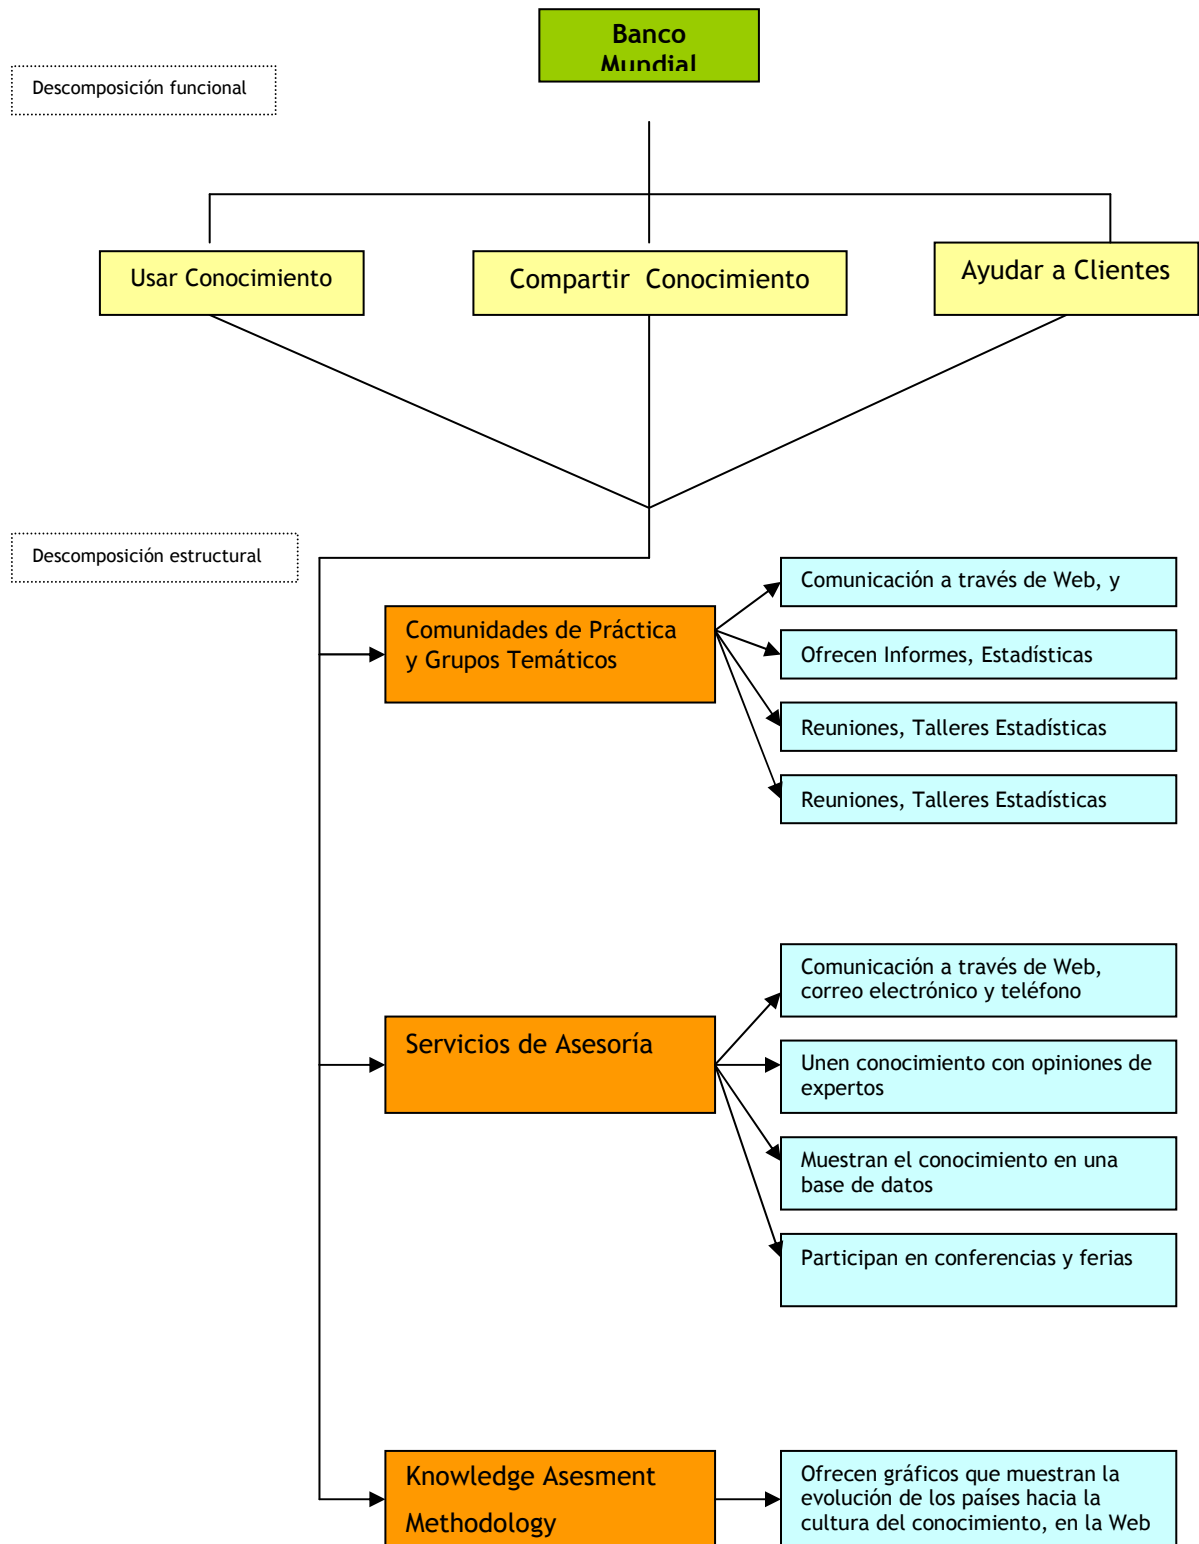 Banco
Mundial
Descomposición funcional
Usar Conocimiento
Compartir Conocimiento
Ayudar a Clientes
Descomposición estructural
Comunidades de Práctica
y Grupos Temáticos
Comunicación a través de Web, y
Ofrecen Informes, Estadísticas
Reuniones, Talleres Estadísticas
Reuniones, Talleres Estadísticas
Servicios de Asesoría
Comunicación a través de Web,
correo electrónico y teléfono
Unen conocimiento con opiniones de
expertos
Muestran el conocimiento en una
base de datos
Participan en conferencias y ferias
Knowledge Asesment
Methodology
Ofrecen gráficos que muestran la
evolución de los países hacia la
cultura del conocimiento, en la Web